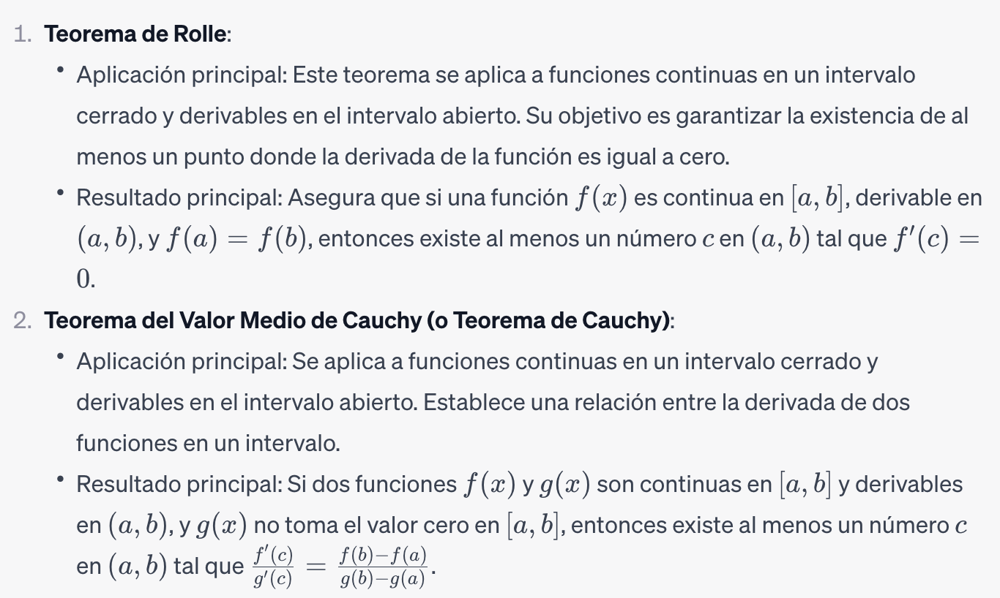 1. Teorema de Rolle:
• Aplicación principal: Este teorema se aplica a funciones continuas en un intervalo
cerrado y derivables en el intervalo abierto. Su objetivo es garantizar la existencia de al
menos un punto donde la derivada de la función es igual a cero.
• Resultado principal: Asegura que si una función f(x) es continua en [a, b], derivable en
(a, b), y f(a) = f(b), entonces existe al menos un número c en (a, b) tal que f′(c) =
0.
2. Teorema del Valor Medio de Cauchy (o Teorema de Cauchy):
• Aplicación principal: Se aplica a funciones continuas en un intervalo cerrado y
derivables en el intervalo abierto. Establece una relación entre la derivada de dos
funciones en un intervalo.
• Resultado principal: Si dos funciones f(x) y g(x) son continuas en [a, b] y derivables
en (a, b), y g(x) no toma el valor cero en [a, b], entonces existe al menos un número c
en (a, b) tal que f′(c)/g′(c) = f(b)−f(a)/g(b)−g(a).